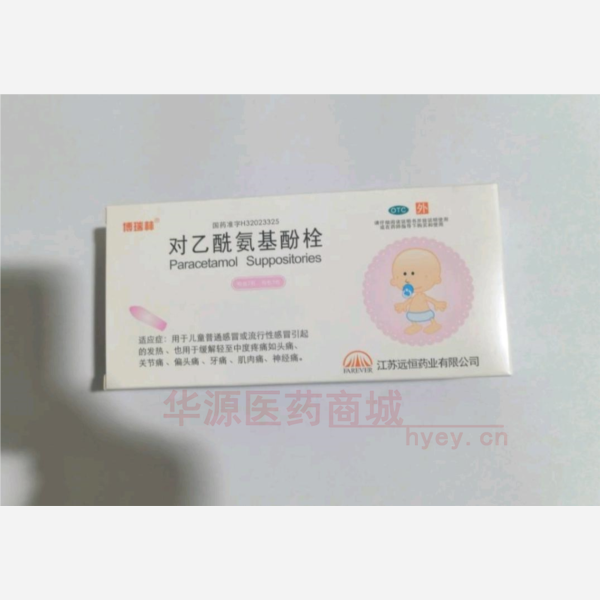 国药准字H32023325
OTC 外
对乙酰氨基酚栓
Paracetamol Suppositories
适应症：用于儿童普通感冒或流行性感冒引起
的发热、也用于缓解轻至中度疼痛如头痛、
关节痛、偏头痛、牙痛、肌肉痛、神经痛。
FAREVER
江苏远恒药业有限公司
华源医药商城
hyey.cn